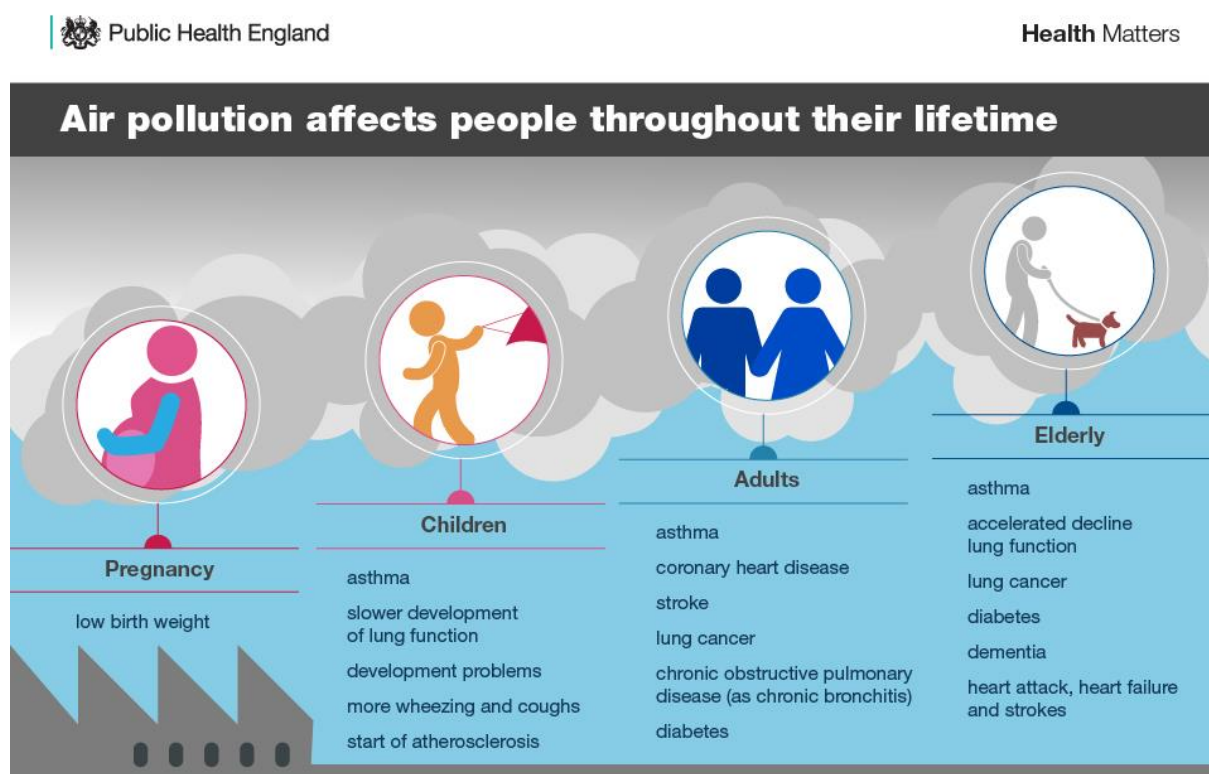 Public Health England
Health Matters
Air pollution affects people throughout their lifetime
Pregnancy
low birth weight
Children
asthma
slower development
of lung function
development problems
more wheezing and coughs
start of atherosclerosis
Adults
asthma
coronary heart disease
stroke
lung cancer
chronic obstructive pulmonary
disease (as chronic bronchitis)
diabetes
Elderly
asthma
accelerated decline
lung function
lung cancer
diabetes
dementia
heart attack, heart failure
and strokes